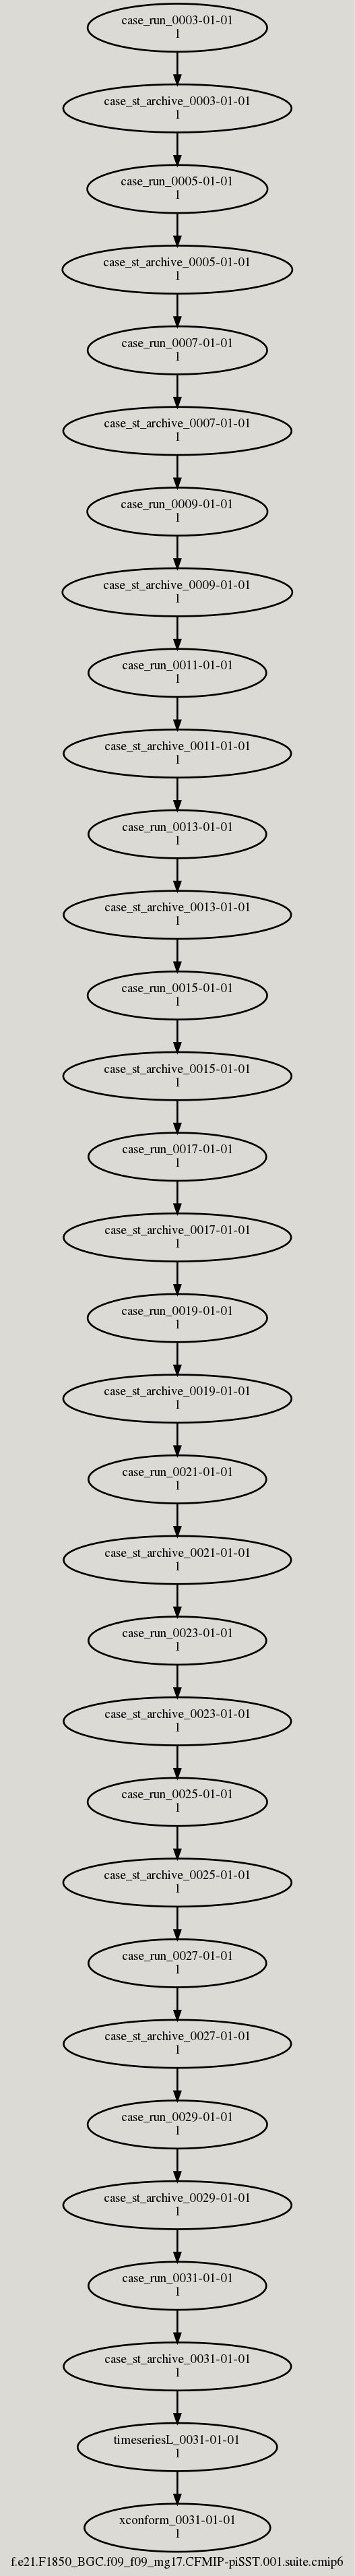 case_run_0003-01-01
1
case_st_archive_0003-01-01
1
case_run_0005-01-01
1
case_st_archive_0005-01-01
1
case_run_0007-01-01
1
case_st_archive_0007-01-01
1
case_run_0009-01-01
1
case_st_archive_0009-01-01
1
case_run_0011-01-01
1
case_st_archive_0011-01-01
1
case_run_0013-01-01
1
case_st_archive_0013-01-01
1
case_run_0015-01-01
1
case_st_archive_0015-01-01
1
case_run_0017-01-01
1
case_st_archive_0017-01-01
1
case_run_0019-01-01
1
case_st_archive_0019-01-01
1
case_run_0021-01-01
1
case_st_archive_0021-01-01
1
case_run_0023-01-01
1
case_st_archive_0023-01-01
1
case_run_0025-01-01
1
case_st_archive_0025-01-01
1
case_run_0027-01-01
1
case_st_archive_0027-01-01
1
case_run_0029-01-01
1
case_st_archive_0029-01-01
1
case_run_0031-01-01
1
case_st_archive_0031-01-01
1
timeseriesL_0031-01-01
1
xconform_0031-01-01
1
f.e21.F1850_BGC.f09_f09_mg17.CFMIP-piSST.001.suite.cmip6